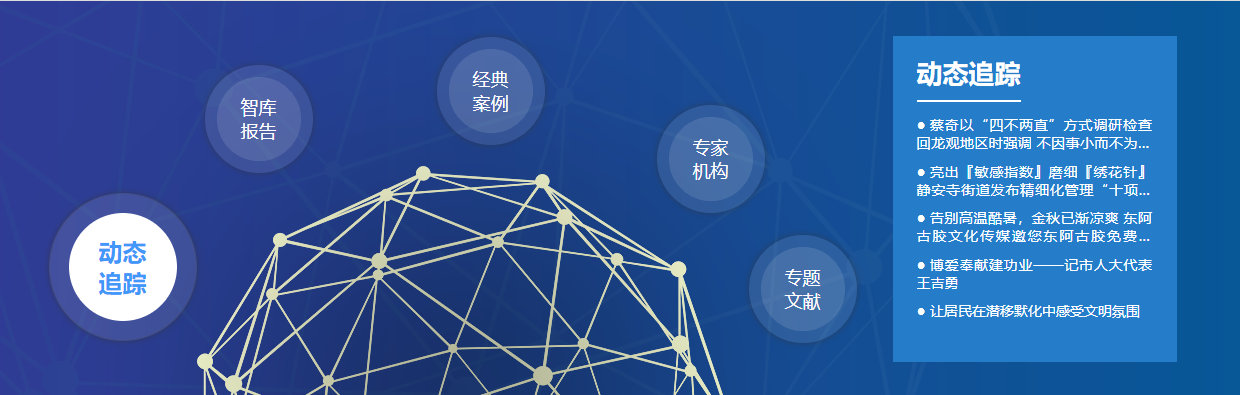 动态
追踪
智库
报告
经典
案例
专家
机构
专题
文献
动态追踪
● 蔡奇以“四不两直”方式调研检查
回龙观地区时强调 不因事小而不为...
● 亮出『敏感指数』磨细『绣花针』
静安寺街道发布精细化管理“十项...
● 告别高温酷暑，金秋已渐凉爽 东阿
古胶文化传媒邀您东阿古胶免费...
● 博爱奉献建功业——记市人大代表
王吉勇
● 让居民在潜移默化中感受文明氛围